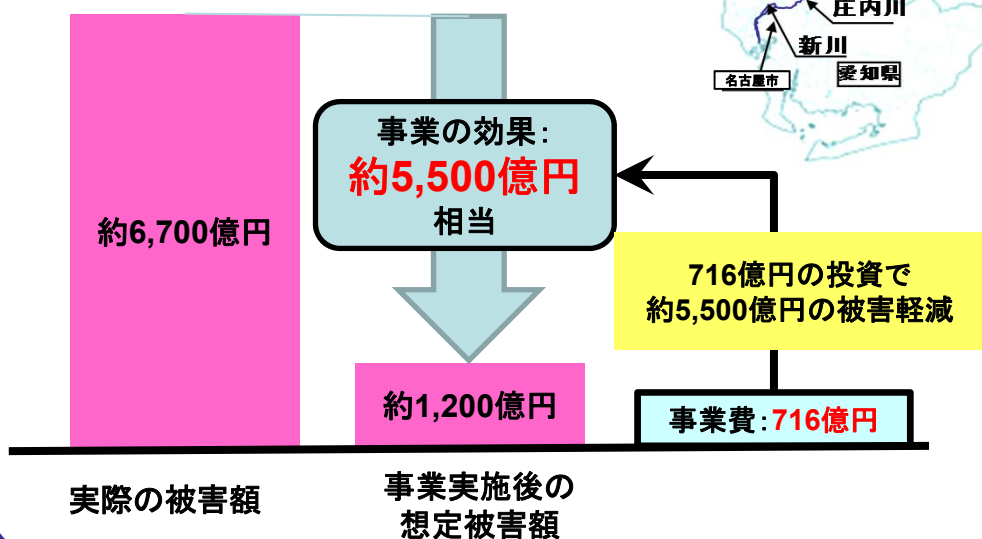 庄内川
新川
名古屋市
愛知県
事業の効果：
約5,500億円
相当
約6,700億円
716億円の投資で
約5,500億円の被害軽減
約1,200億円
事業費：716億円
実際の被害額
事業実施後の
想定被害額